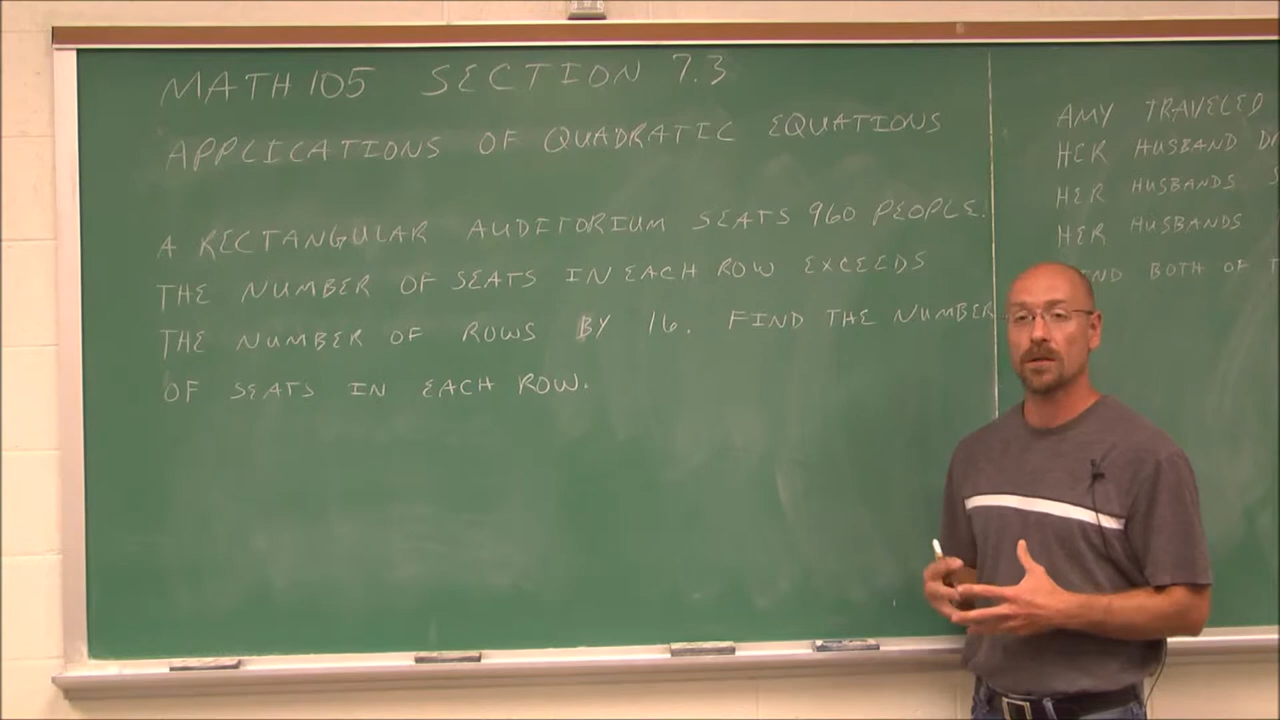 MATH 105 SECTION 7.3
APPLICATIONS OF QUADRATIC EQUATIONS
A RECTANGULAR AUDITORIUM SEATS 960 PEOPLE.
THE NUMBER OF SEATS IN EACH ROW EXCEEDS
THE NUMBER OF ROWS BY 16. FIND THE NUMBER
OF SEATS IN EACH ROW.
AMY TRAVELED
HER HUSBAND
HER HUSBANDS
HER HUSBANDS
BOTH OF